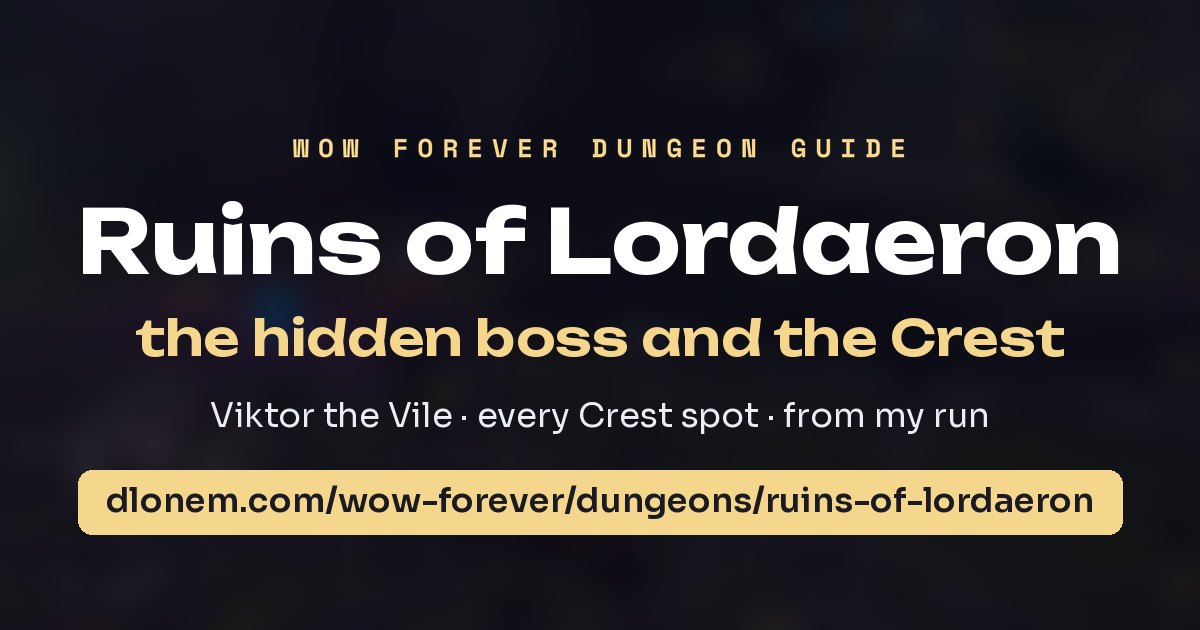 WOW FOREVER DUNGEON GUIDE
Ruins of Lordaeron
the hidden boss and the Crest
Viktor the Vile · every Crest spot · from my run
dlonem.com/wow-forever/dungeons/ruins-of-lordaeron